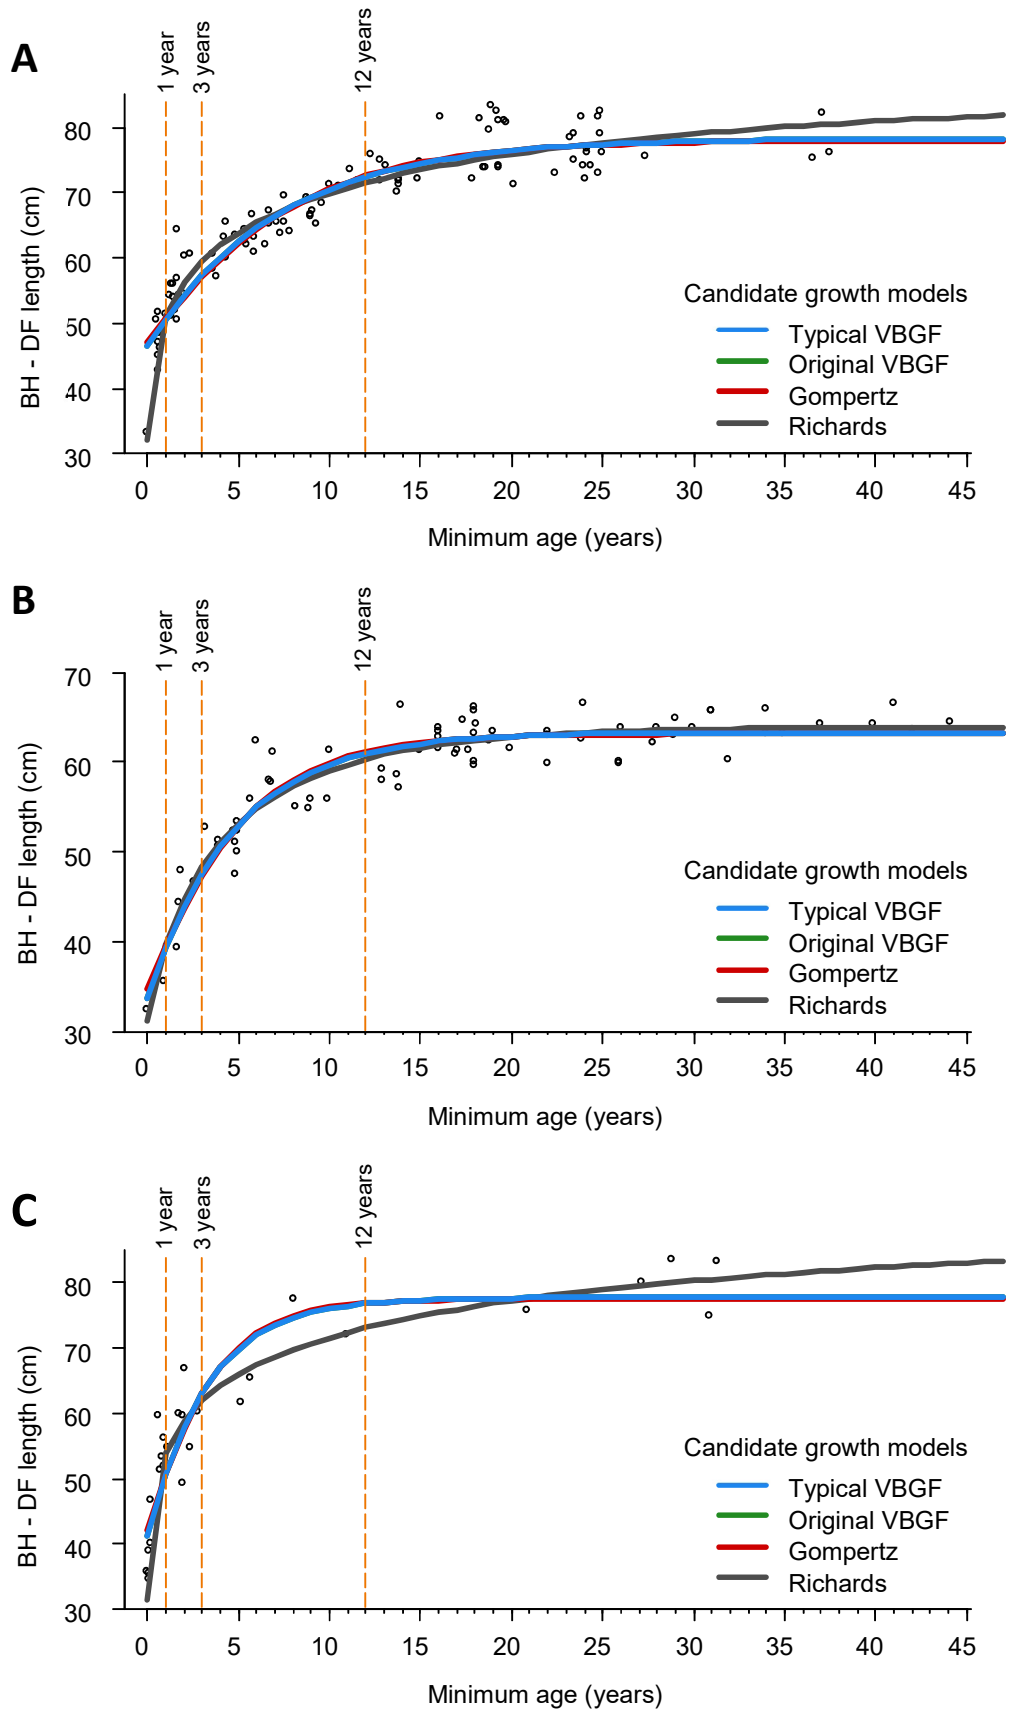 A
1 year
3 years
12 years
80
70
60
50
40
30
BH - DF length (cm)
Candidate growth models
Typical VBGF
Original VBGF
Gompertz
Richards
0 5 10 15 20 25 30 35 40 45
Minimum age (years)
B
1 year
3 years
12 years
70
60
50
40
30
BH - DF length (cm)
Candidate growth models
Typical VBGF
Original VBGF
Gompertz
Richards
0 5 10 15 20 25 30 35 40 45
Minimum age (years)
C
1 year
3 years
12 years
80
70
60
50
40
30
BH - DF length (cm)
Candidate growth models
Typical VBGF
Original VBGF
Gompertz
Richards
0 5 10 15 20 25 30 35 40 45
Minimum age (years)